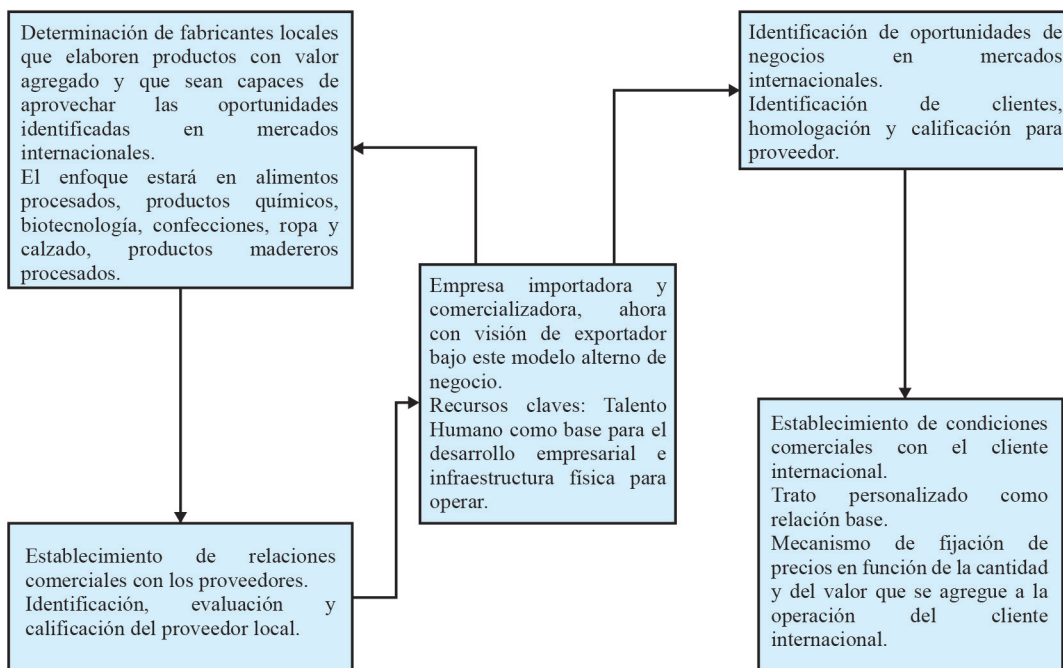 Determinación de fabricantes locales
que elaboren productos con valor
agregado y que sean capaces de
aprovechar las oportunidades
identificadas en mercados
internacionales.
El enfoque estará en alimentos
procesados, productos químicos,
biotecnología, confecciones, ropa y
calzado, productos madereros
procesados.
Establecimiento de relaciones
comerciales con los proveedores.
Identificación, evaluación y
calificación del proveedor local.
Empresa importadora y
comercializadora, ahora
con visión de exportador
bajo este modelo alterno de
negocio.
Recursos claves: Talento
Humano como base para el
desarrollo empresarial e
infraestructura física para
operar.
Identificación de oportunidades de
negocios en mercados
internacionales.
Identificación de clientes,
homologación y calificación para
proveedor.
Establecimiento de condiciones
comerciales con el cliente
internacional.
Trato personalizado como
relación base.
Mecanismo de fijación de
precios en función de la cantidad
y del valor que se agregue a la
operación del cliente
internacional.